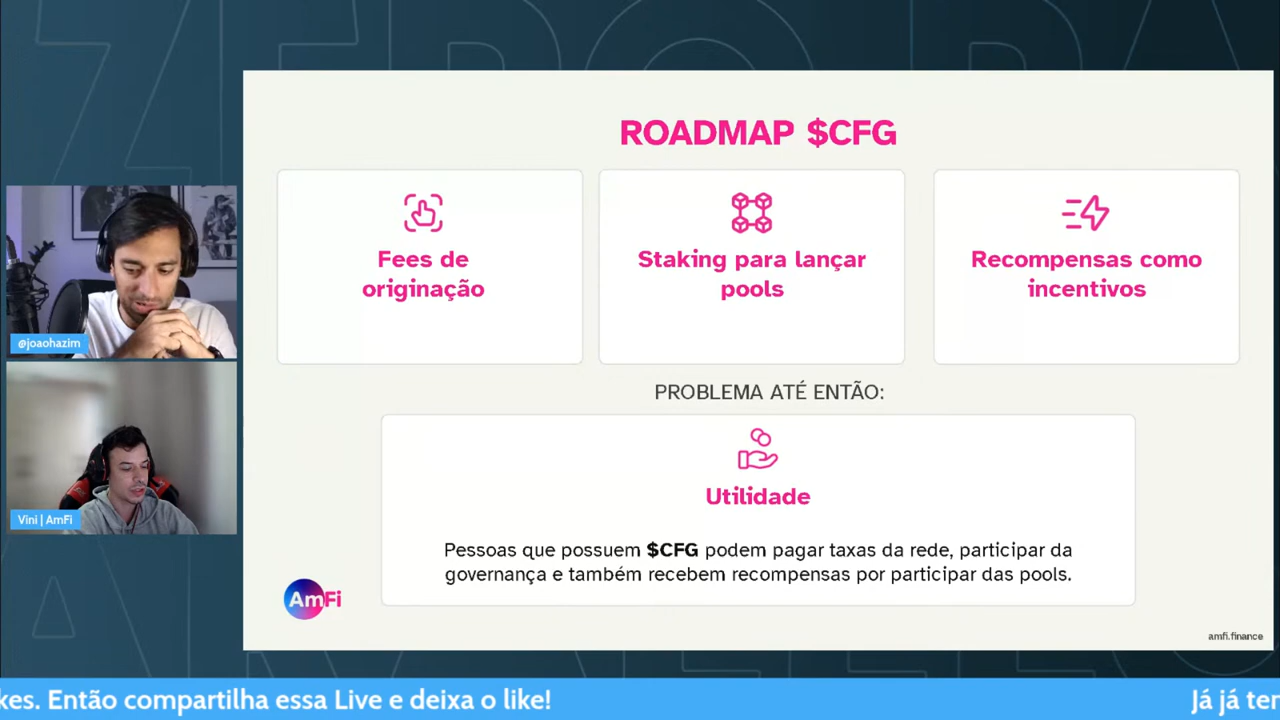 ROADMAP $CFG
Fees de
originação
Staking para lançar
pools
Recompensas como
incentivos
@joaohazim
PROBLEMA ATÉ ENTÃO:
Utilidade
Vini | AmFi
Pessoas que possuem $CFG podem pagar taxas da rede, participar da
governança e também recebem recompensas por participar das pools.
AmFi
amfi.finance
kes. Então compartilha essa Live e deixa o like!
Já já ter